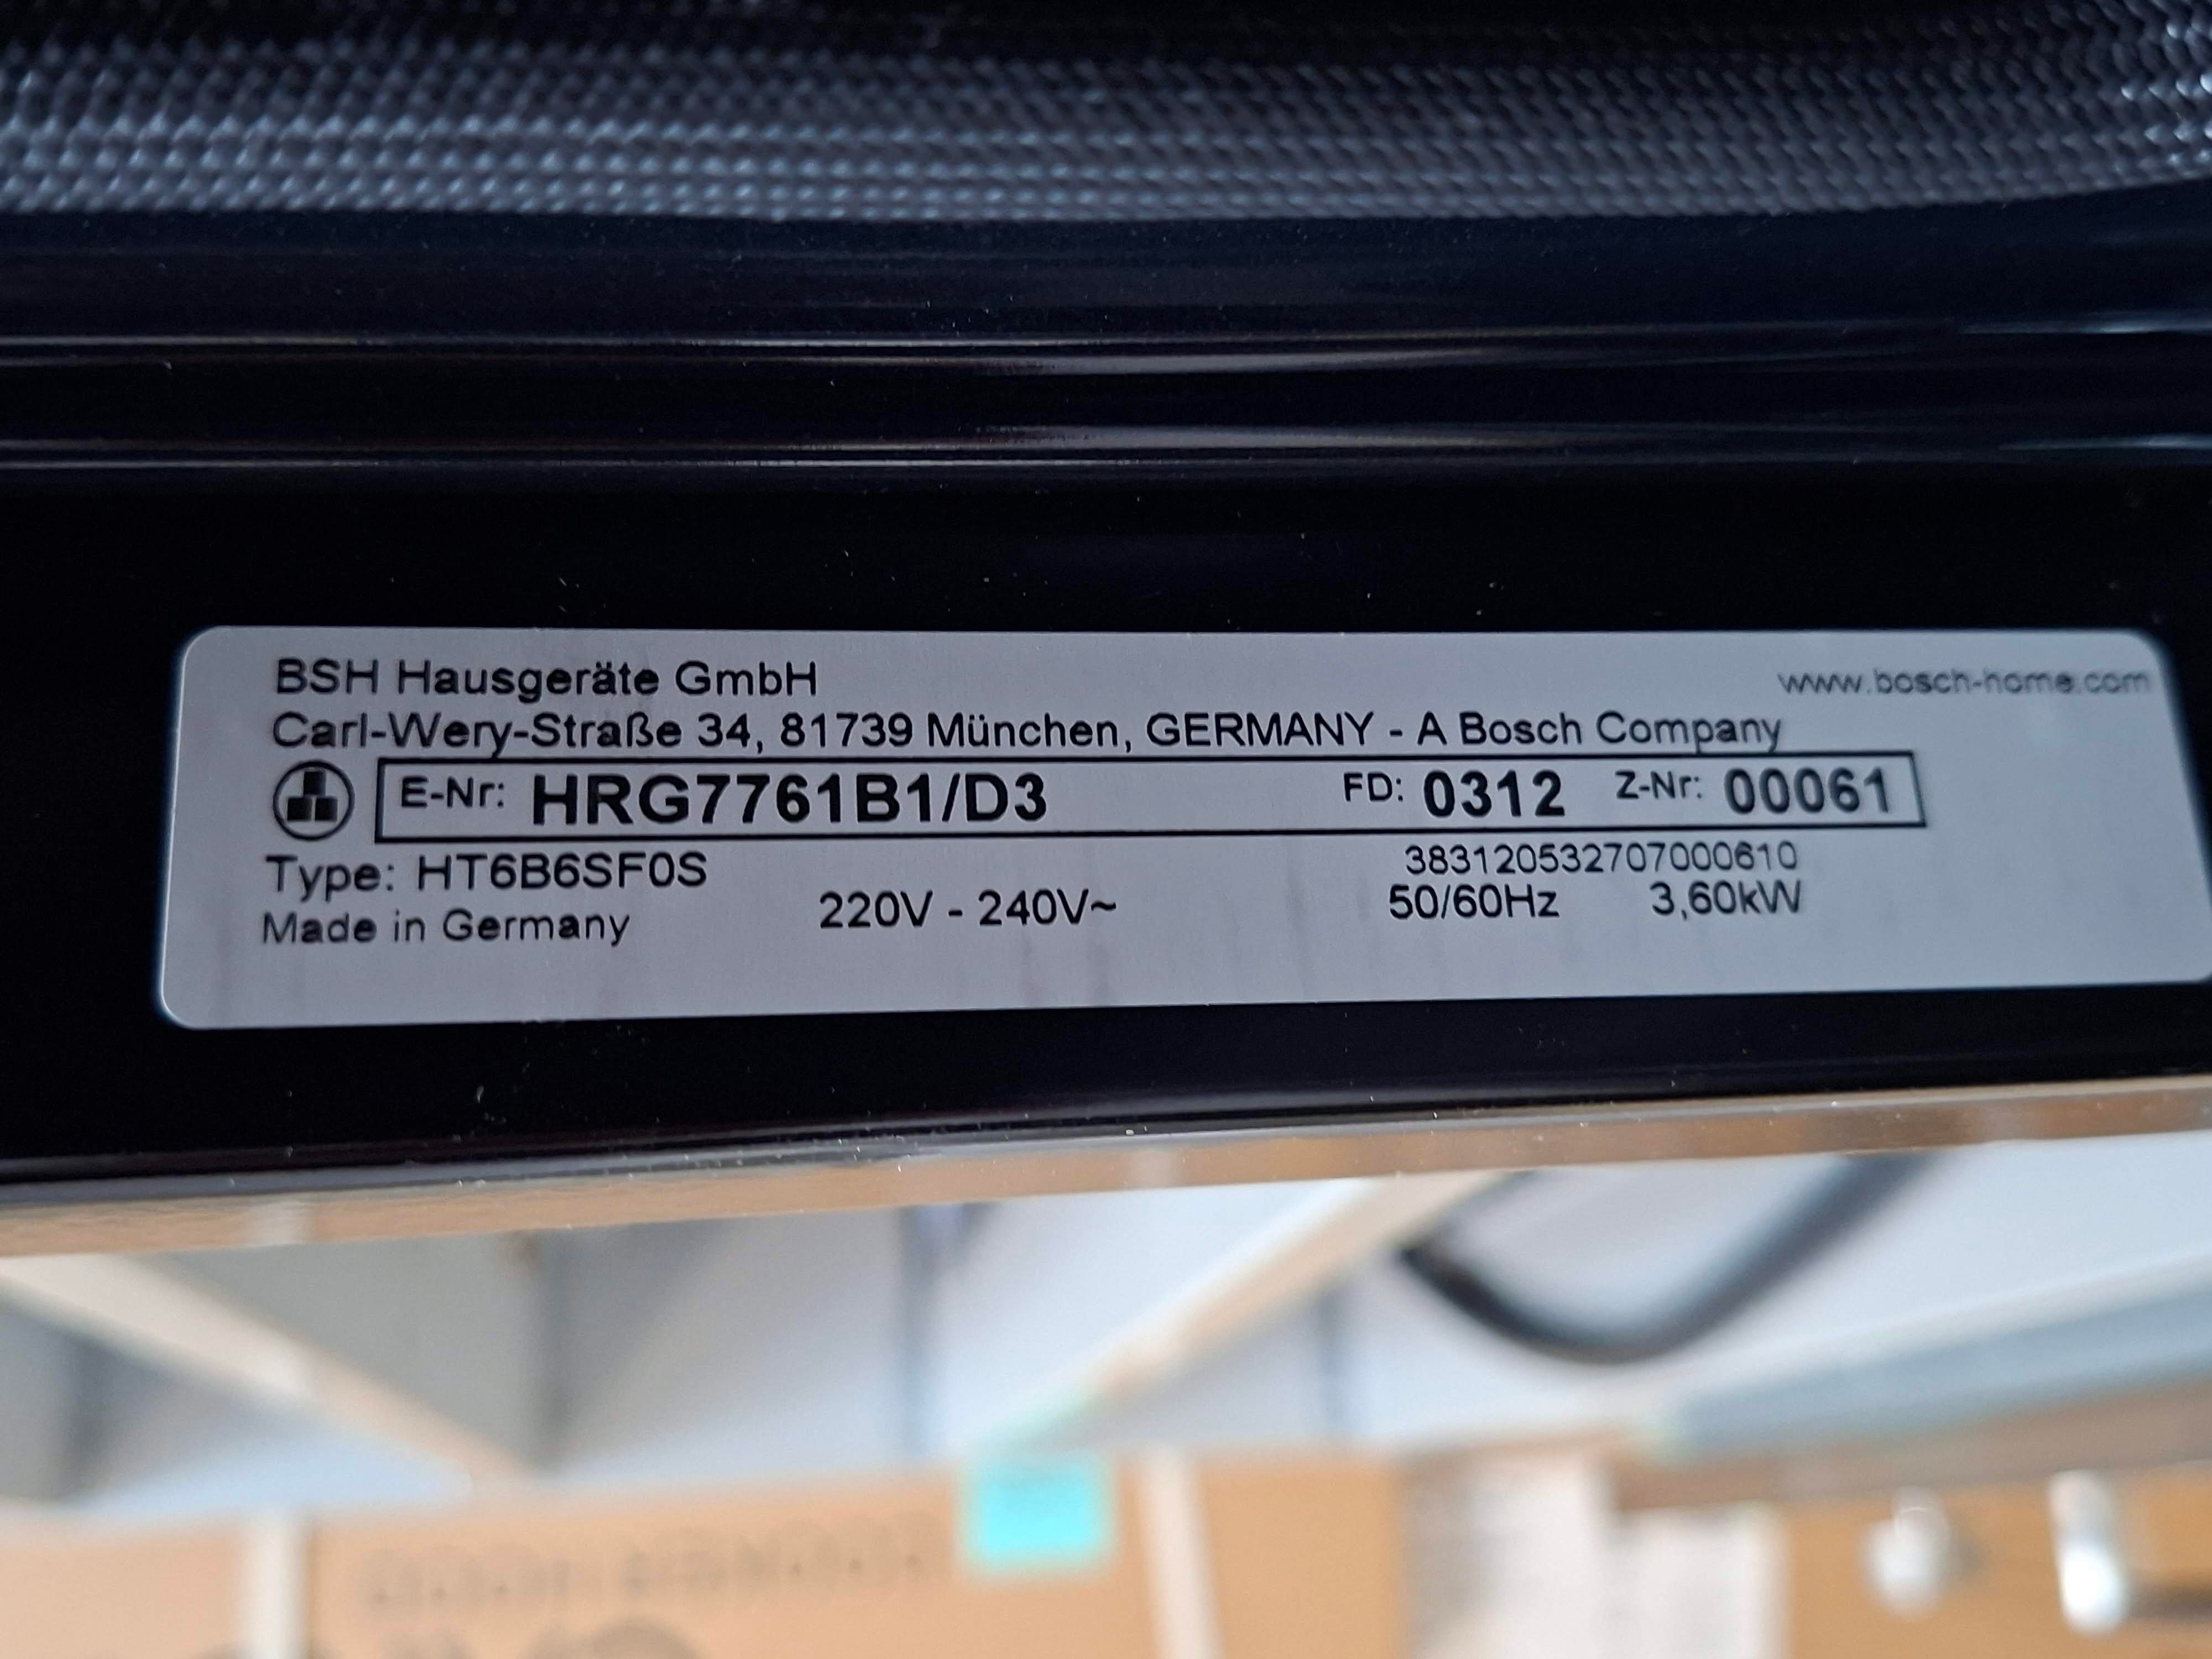 BSH Hausgeräte GmbH
www.bosch-home.com
Carl-Wery-Straße 34, 81739 München, GERMANY - A Bosch Company
E-Nr: HRG7761B1/D3 FD: 0312 Z-Nr: 00061
Type: HT6B6SF0S
383120532707000610
Made in Germany
220V - 240V~
50/60Hz 3,60kW